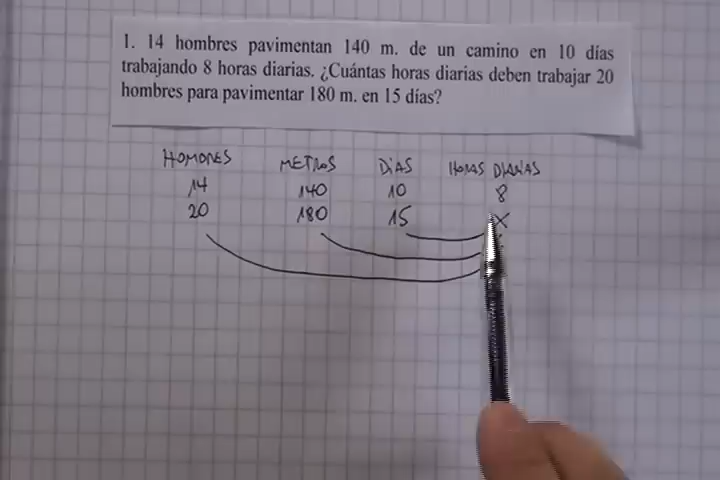 1. 14 hombres pavimentan 140 m. de un camino en 10 días
trabajando 8 horas diarias. ¿Cuántas horas diarias deben trabajar 20
hombres para pavimentar 180 m. en 15 días?
HOMBRES METROS DÍAS HORAS DIARIAS
14 140 10 8
20 180 15 X